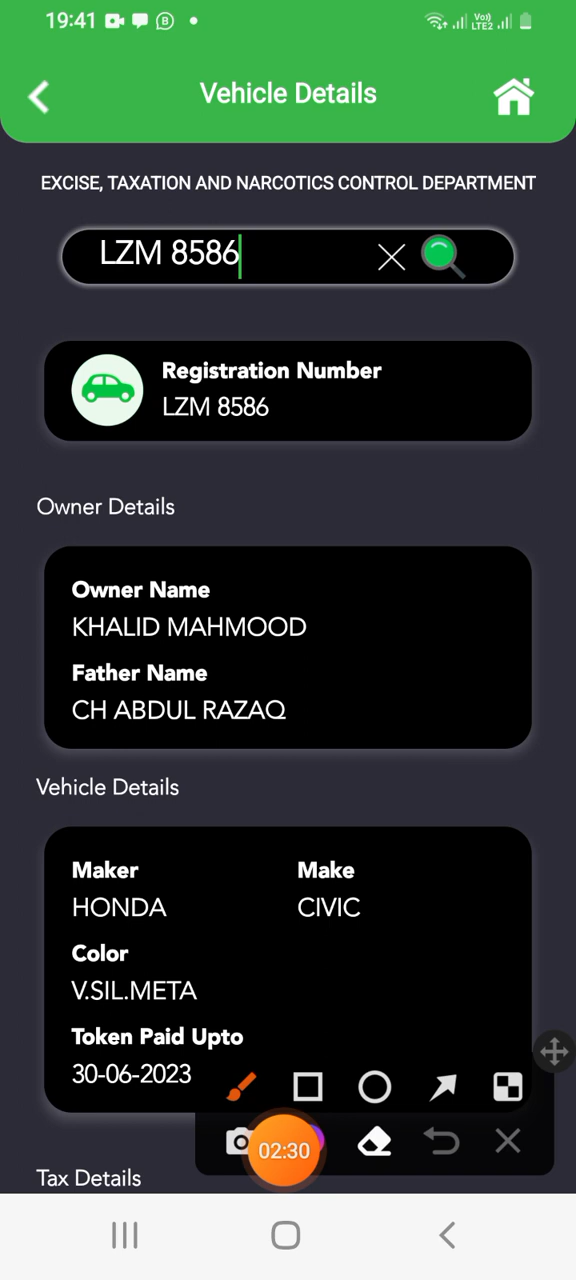 19:41
Vo))
LTE2
Vehicle Details
EXCISE, TAXATION AND NARCOTICS CONTROL DEPARTMENT
LZM 8586
Registration Number
LZM 8586
Owner Details
Owner Name
KHALID MAHMOOD
Father Name
CH ABDUL RAZAQ
Vehicle Details
Maker Make
HONDA CIVIC
Color
V.SIL.META
Token Paid Upto
30-06-2023
02:30
Tax Details